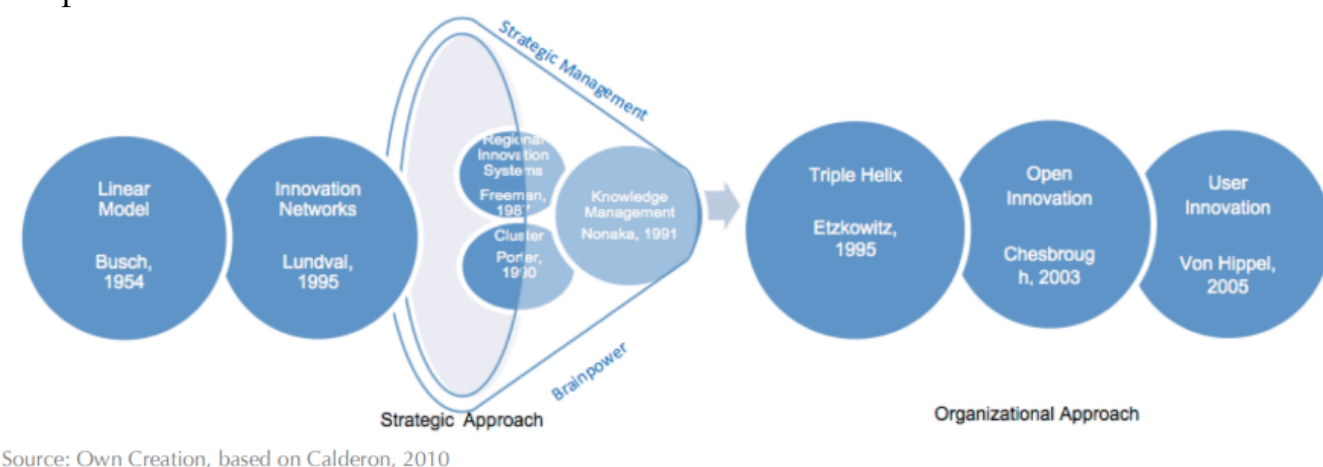 Linear
Model
Busch,
1954
Innovation
Networks
Lundval,
1995
Strategic Management
Regional
Innovation
Systems
Freeman,
1987
Cluster
Porter,
1990
Knowledge
Management
Nonaka, 1991
Brainpower
Strategic Approach
Triple Helix
Etzkowitz,
1995
Open
Innovation
Chesbroug
h, 2003
User
Innovation
Von Hippel,
2005
Organizational Approach
Source: Own Creation, based on Calderon, 2010